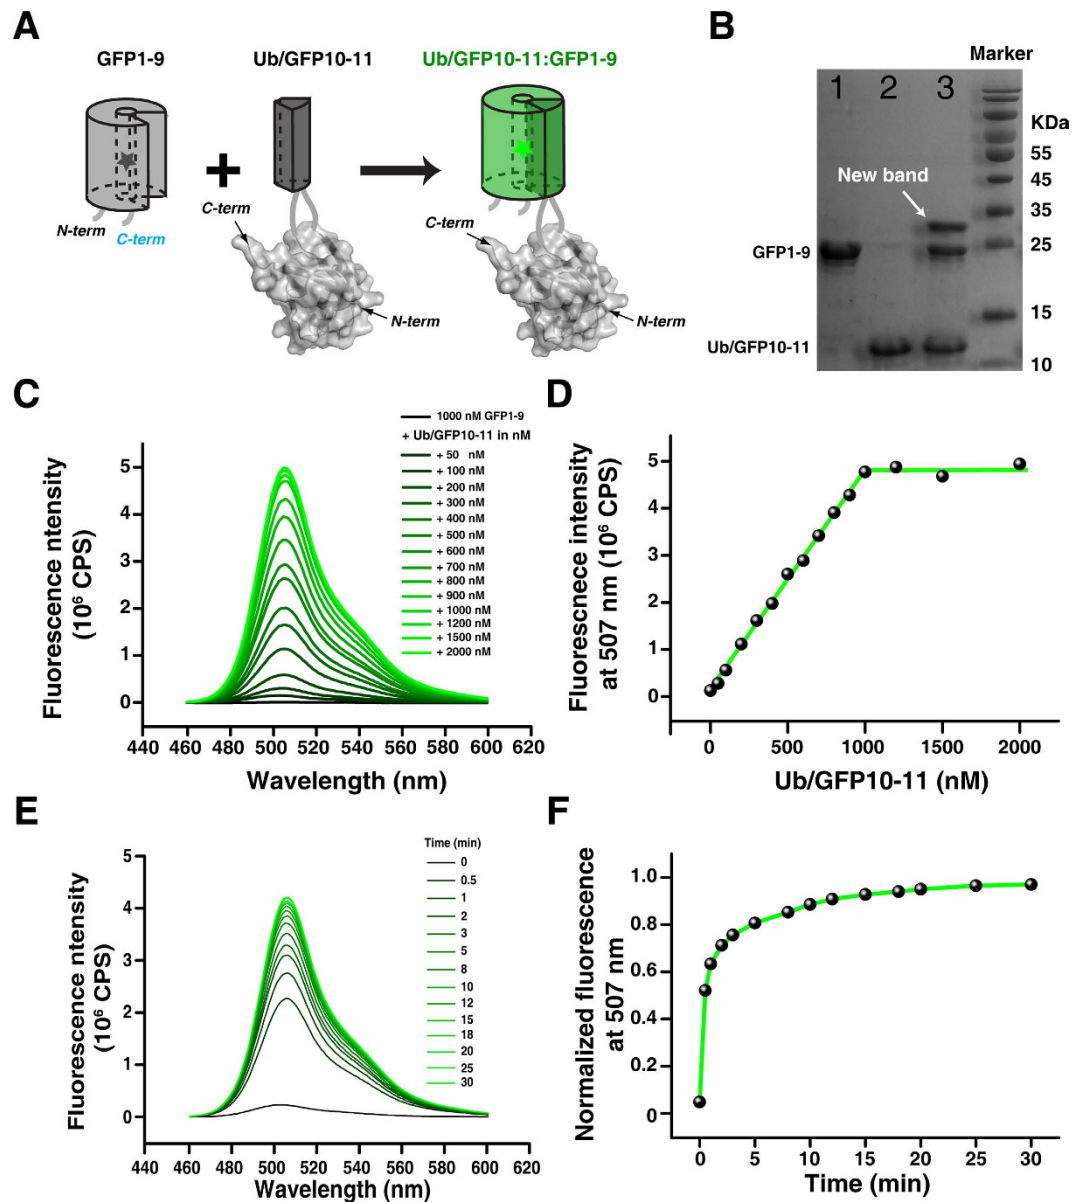 A
GFP1-9
Ub/GFP10-11
Ub/GFP10-11:GFP1-9
N-term
C-term
C-term
N-term
C-term
N-term
B
Marker
1 2 3
KDa
55
45
35
25
15
10
New band
GFP1-9
Ub/GFP10-11
C
Fluorescence ntensity
(10⁶ CPS)
5
4
3
2
1
0
440 460 480 500 520 540 560 580 600 620
Wavelength (nm)
1000 nM GFP1-9
+ Ub/GFP10-11 in nM
+ 50 nM
+ 100 nM
+ 200 nM
+ 300 nM
+ 400 nM
+ 500 nM
+ 600 nM
+ 700 nM
+ 800 nM
+ 900 nM
+ 1000 nM
+ 1200 nM
+ 1500 nM
+ 2000 nM
D
Fluorescnece intensity
at 507 nm (10⁶ CPS)
5
4
3
2
1
0
0 500 1000 1500 2000
Ub/GFP10-11 (nM)
E
Fluorescence ntensity
(10⁶ CPS)
5
4
3
2
1
0
440 460 480 500 520 540 560 580 600 620
Wavelength (nm)
Time (min)
0
0.5
1
2
3
5
8
10
12
15
18
20
25
30
F
Normalized fluorescence
at 507 nm
1.0
0.8
0.6
0.4
0.2
0
0 5 10 15 20 25 30
Time (min)